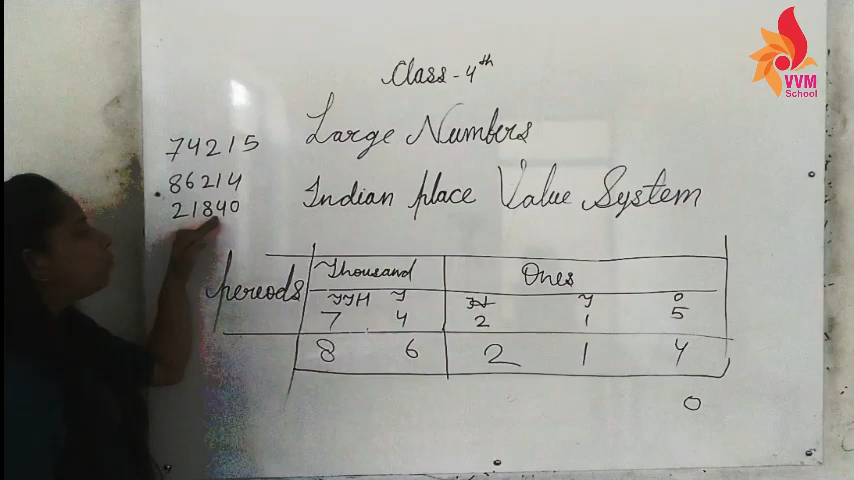 VVM
School
Class - 4th
Large Numbers
Indian place Value System
74215
86214
21840
periods Thousand Ones
TTH T H T O
7 4 2 1 5
8 6 2 1 4
0